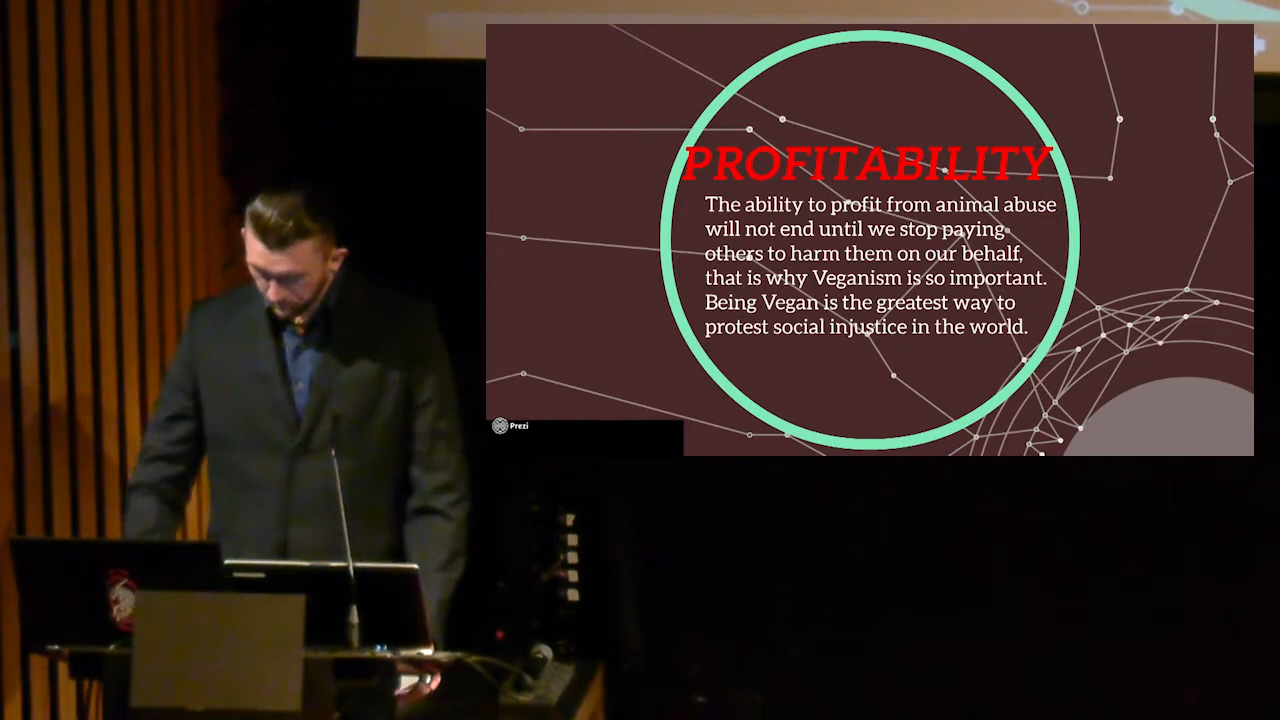 PROFITABILITY
The ability to profit from animal abuse
will not end until we stop paying
others to harm them on our behalf,
that is why Veganism is so important.
Being Vegan is the greatest way to
protest social injustice in the world.
Prezi